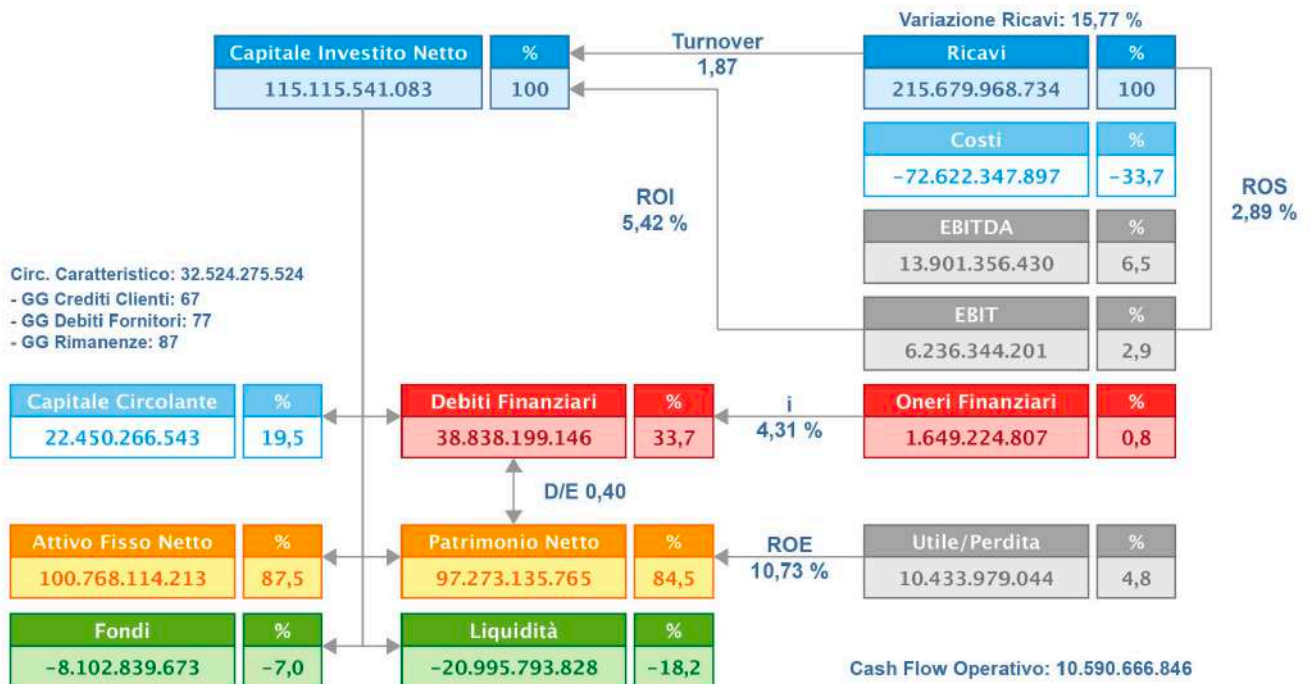 Variazione Ricavi: 15,77 %
Capitale Investito Netto %
115.115.541.083 100
Turnover
1,87
Ricavi %
215.679.968.734 100
Costi %
-72.622.347.897 -33,7
ROI
5,42 %
ROS
2,89 %
EBITDA %
13.901.356.430 6,5
EBIT %
6.236.344.201 2,9
Circ. Caratteristico: 32.524.275.524
- GG Crediti Clienti: 67
- GG Debiti Fornitori: 77
- GG Rimanenze: 87
Capitale Circolante %
22.450.266.543 19,5
Debiti Finanziari %
38.838.199.146 33,7
i
4,31 %
Oneri Finanziari %
1.649.224.807 0,8
D/E 0,40
Attivo Fisso Netto %
100.768.114.213 87,5
Patrimonio Netto %
97.273.135.765 84,5
ROE
10,73 %
Utile/Perdita %
10.433.979.044 4,8
Fondi %
-8.102.839.673 -7,0
Liquidità %
-20.995.793.828 -18,2
Cash Flow Operativo: 10.590.666.846